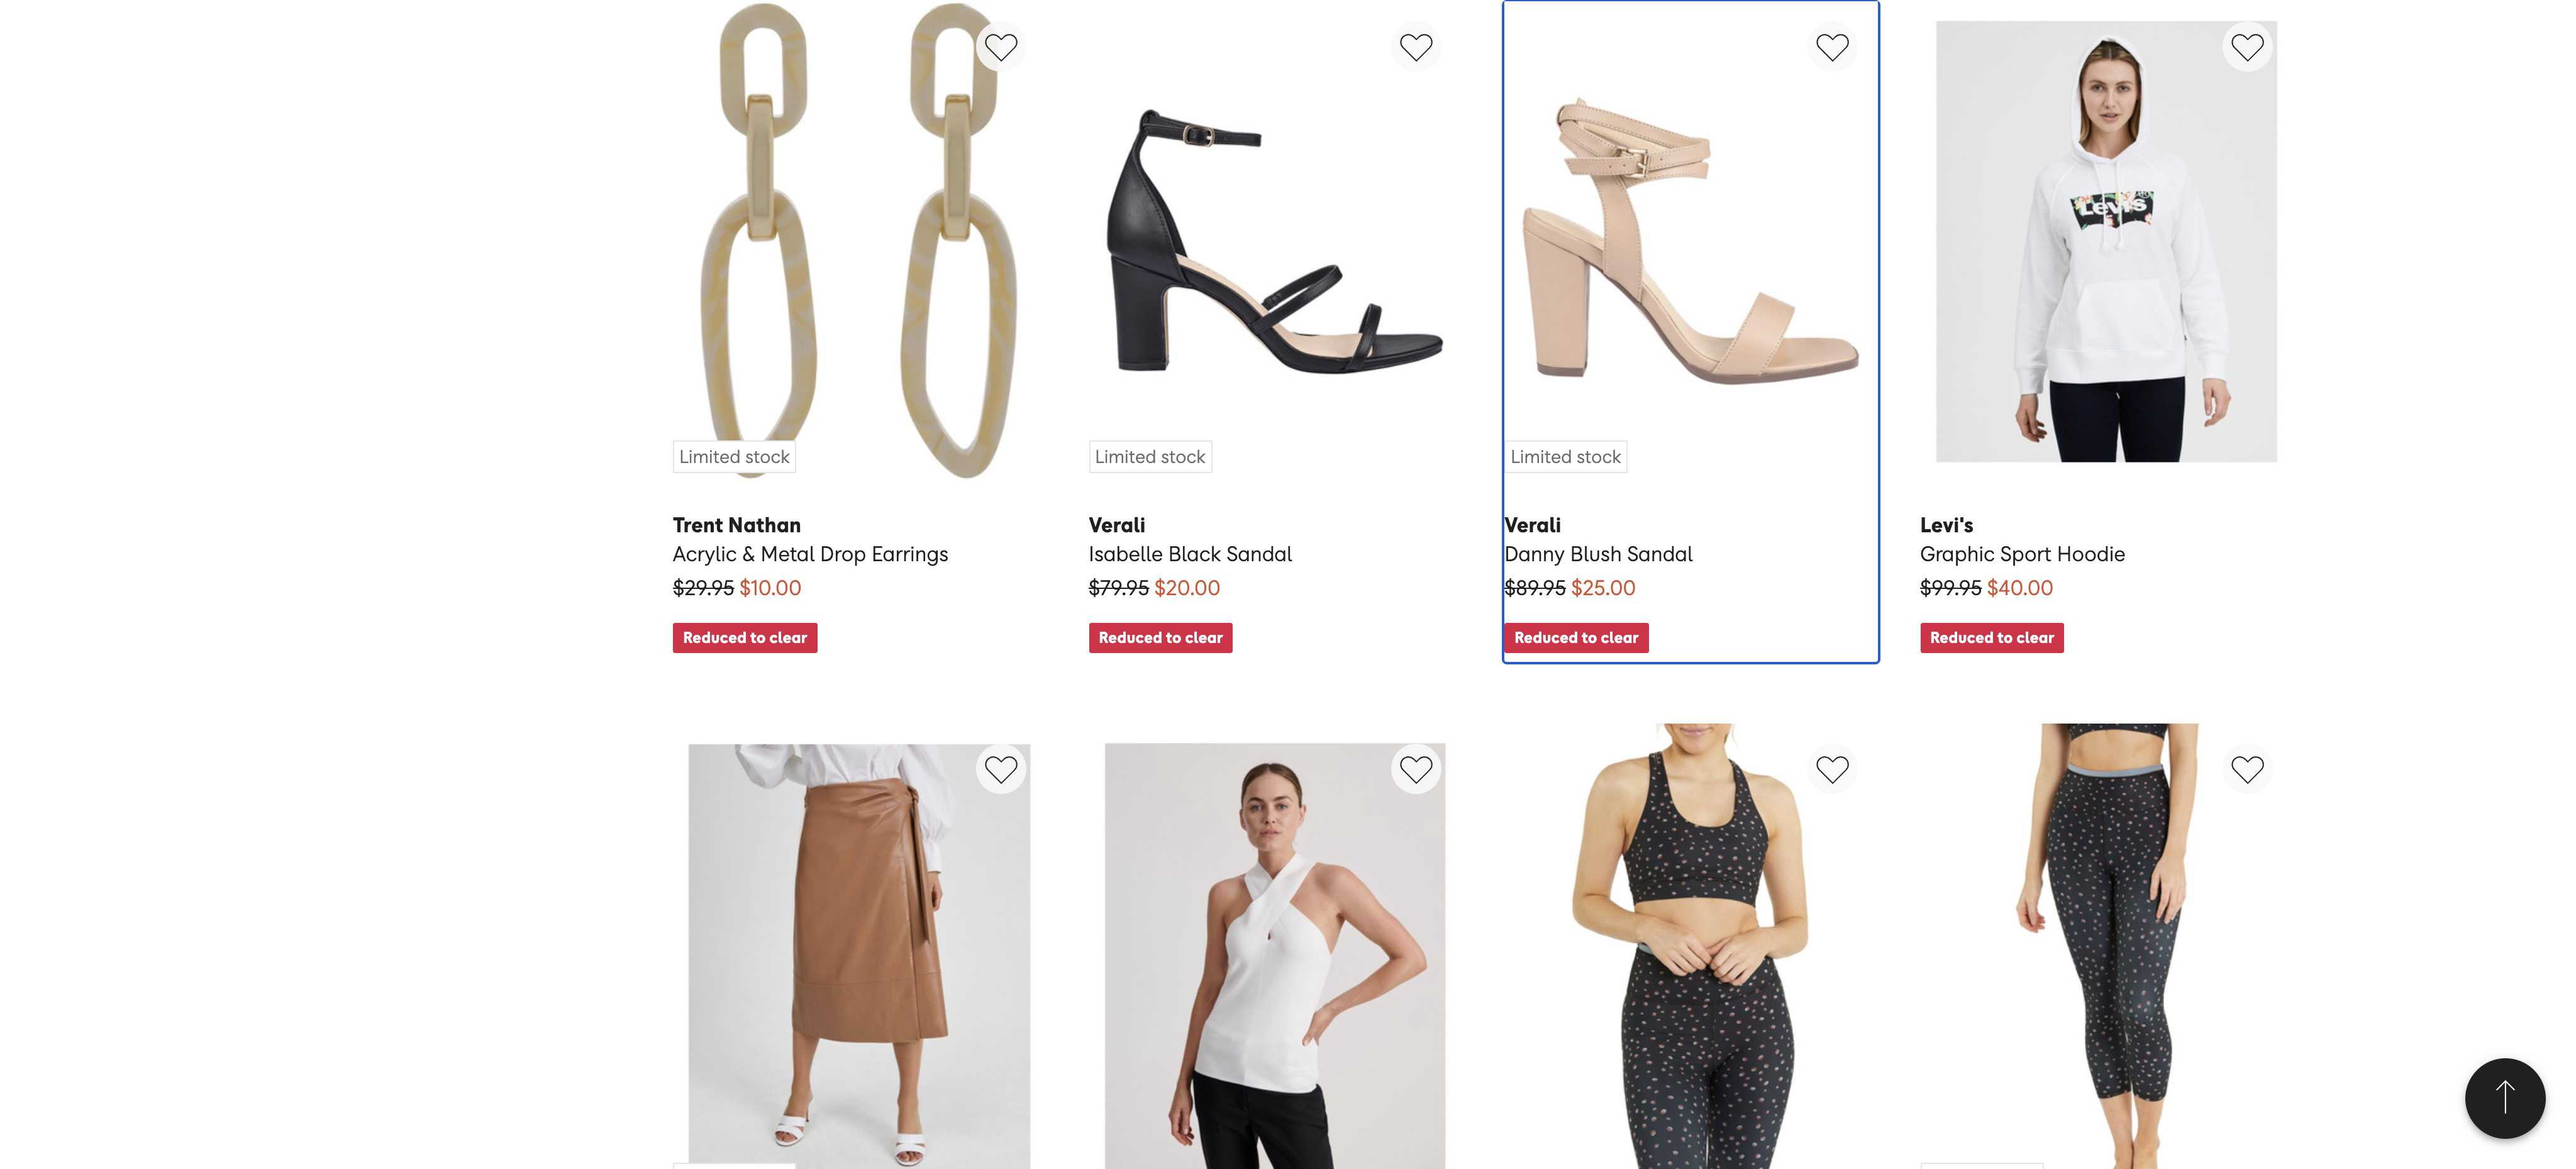 Levi's
Limited stock
Limited stock
Limited stock
Trent Nathan
Acrylic & Metal Drop Earrings
$29.95 $10.00
Reduced to clear
Verali
Isabelle Black Sandal
$79.95 $20.00
Reduced to clear
Verali
Danny Blush Sandal
$89.95 $25.00
Reduced to clear
Levi's
Graphic Sport Hoodie
$99.95 $40.00
Reduced to clear